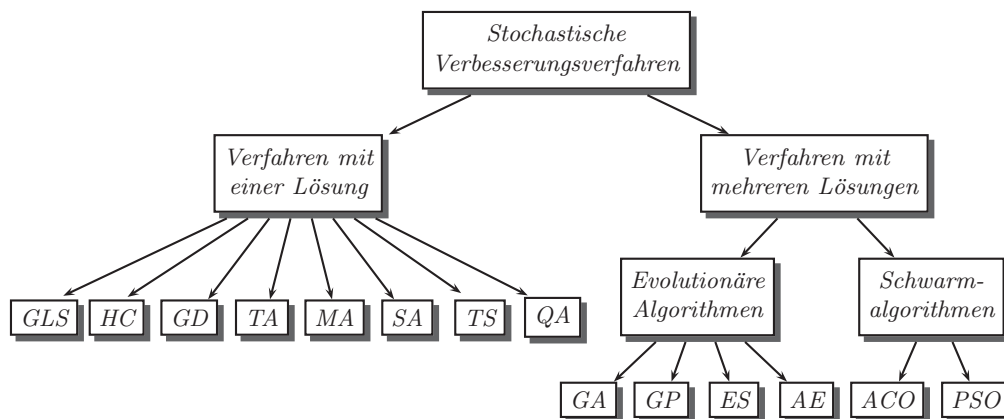 Stochastische
Verbesserungsverfahren
Verfahren mit
einer Lösung
Verfahren mit
mehreren Lösungen
Evolutionäre
Algorithmen
Schwarm-
algorithmen
GLS HC GD TA MA SA TS QA
GA GP ES AE ACO PSO